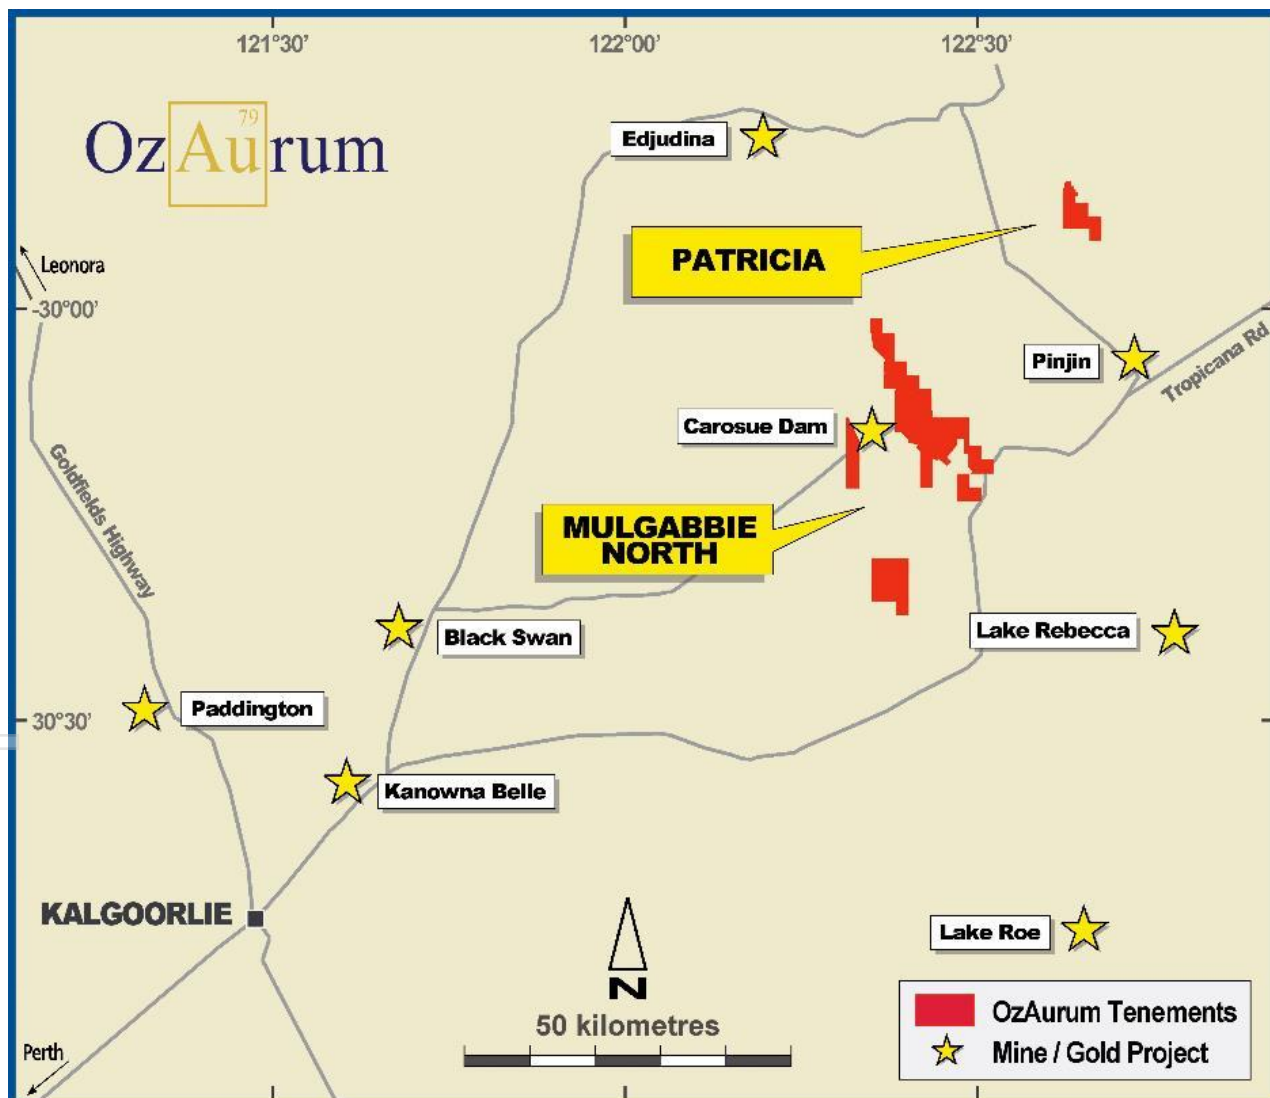 121°30'
122°00'
122°30'
79
OzAurum
Edjudina
PATRICIA
Leonora
-30°00'
Pinjin
Tropicana Rd
Carosue Dam
Goldfields Highway
MULGABBIE
NORTH
Black Swan
Lake Rebecca
Paddington
30°30'
Kanowna Belle
KALGOORLIE
Lake Roe
N
50 kilometres
OzAurum Tenements
Mine / Gold Project
Perth